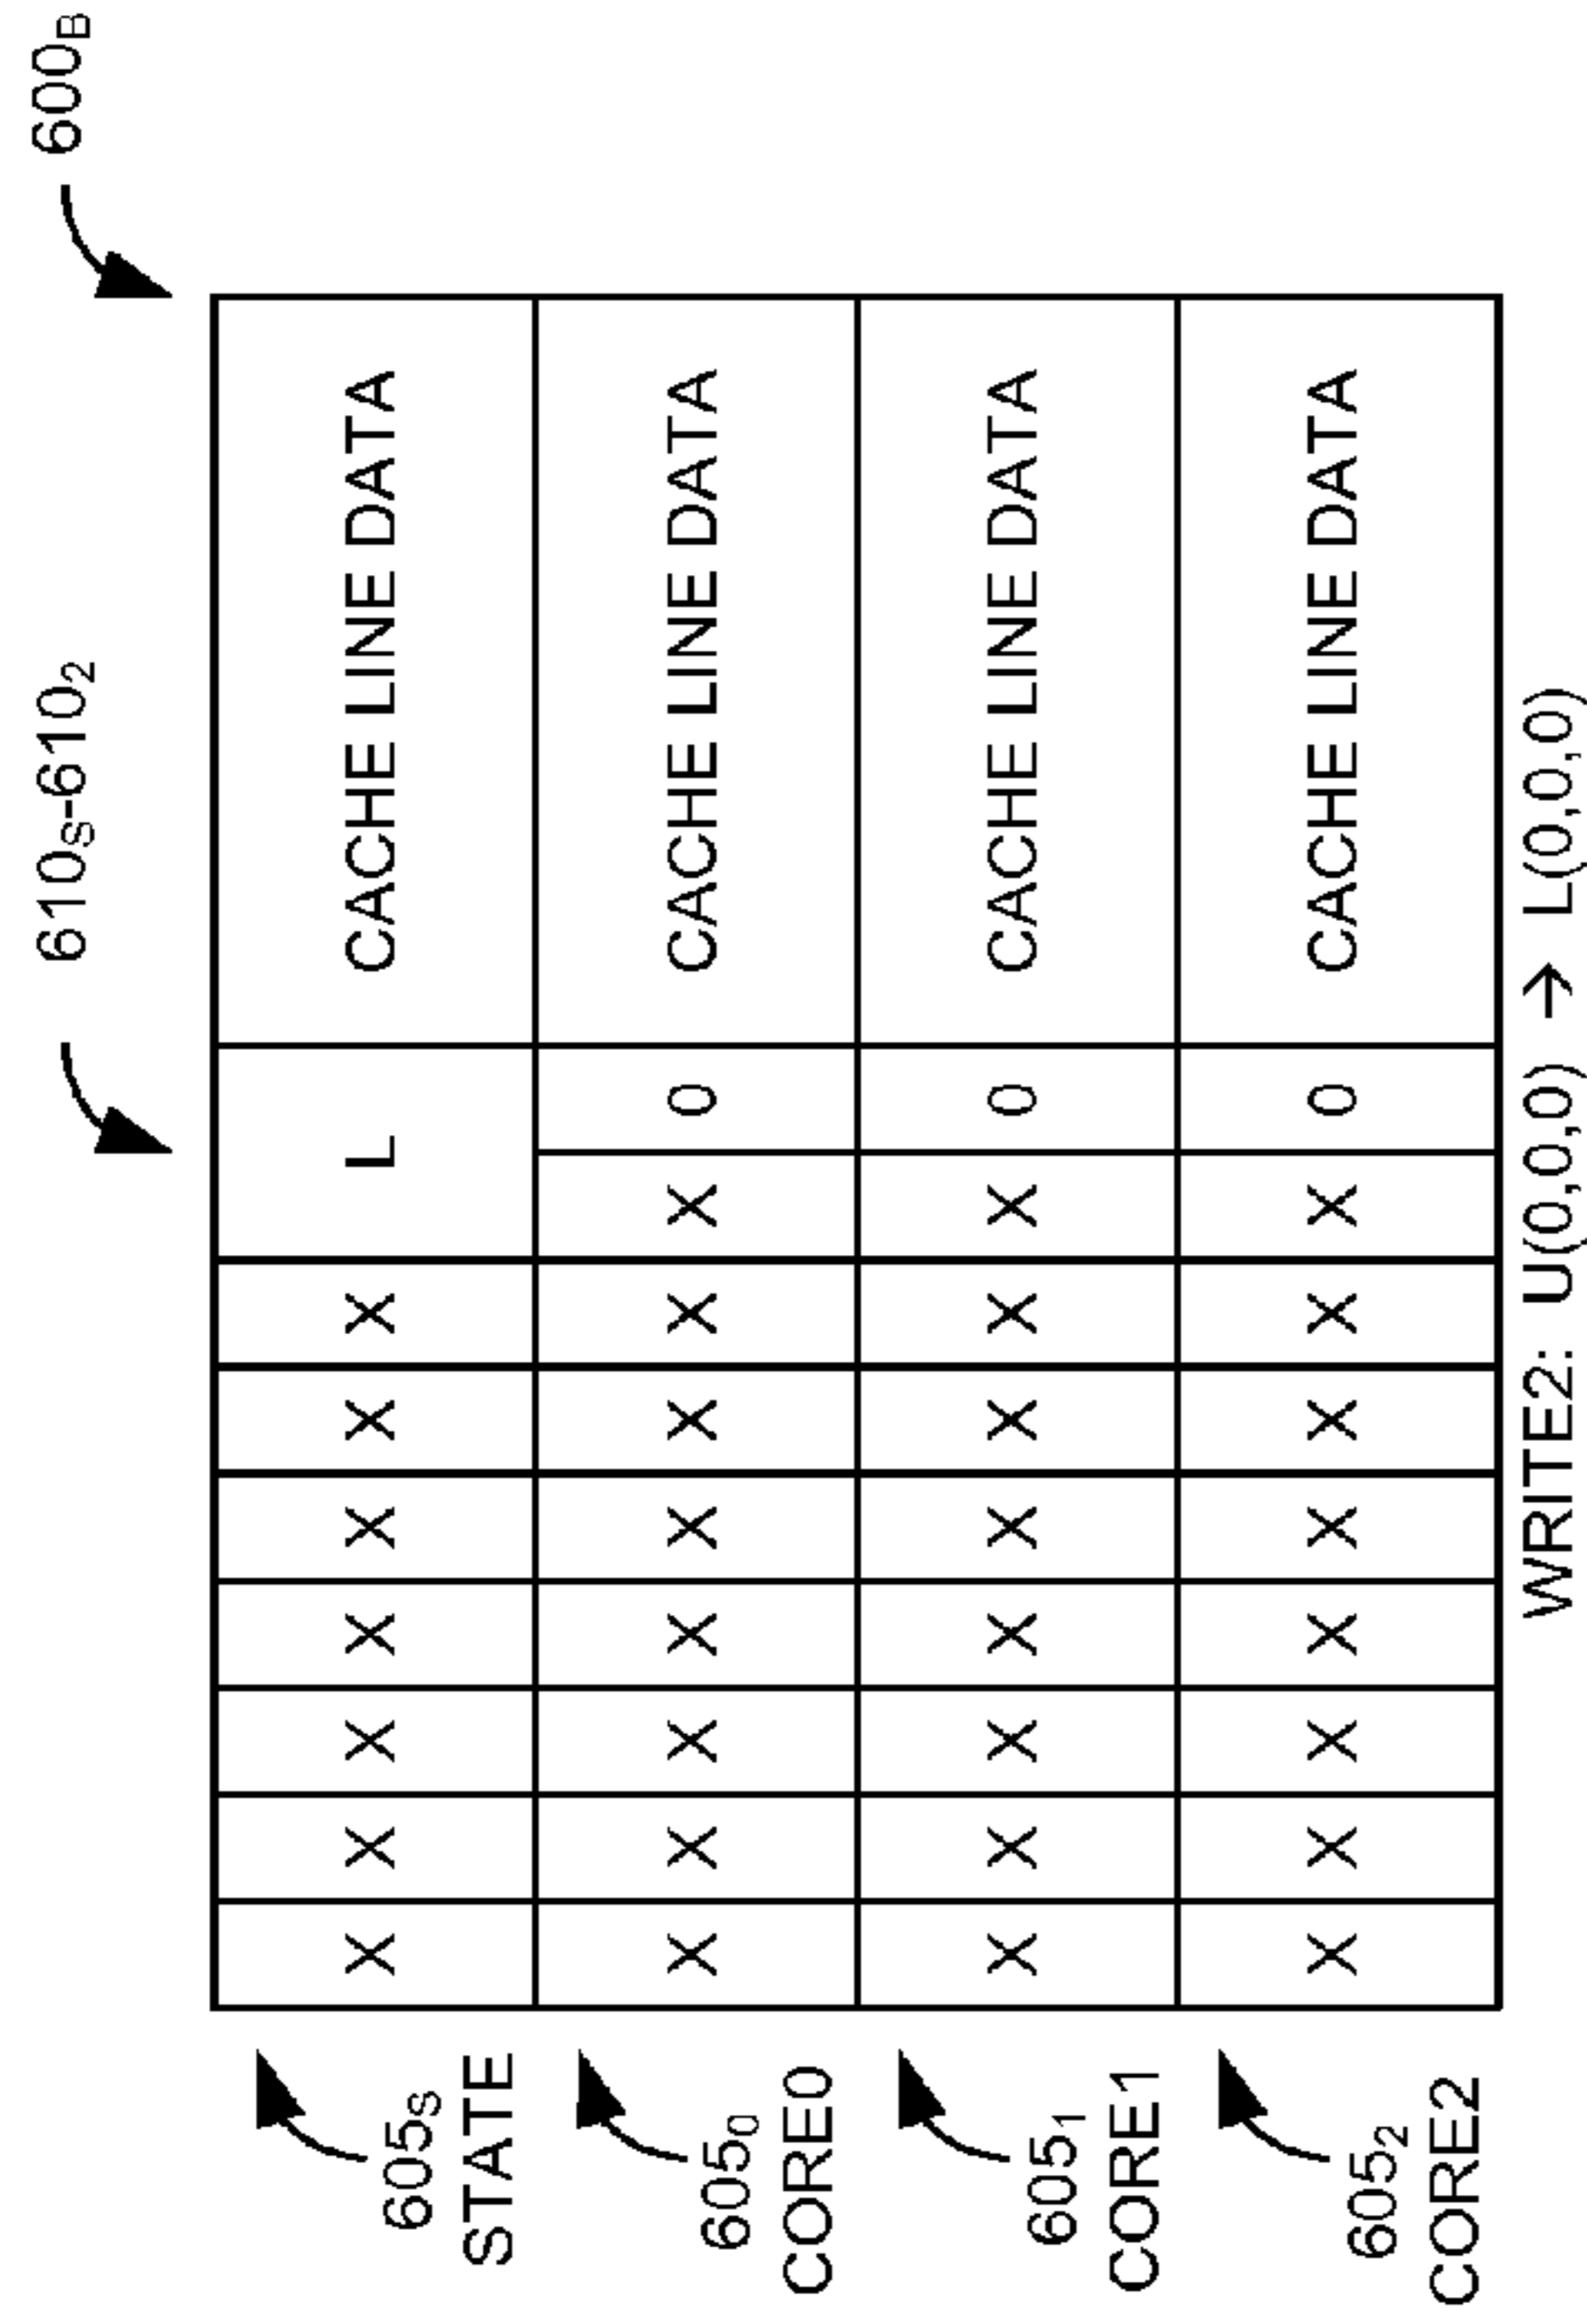 610S-6102 600B
605S
STATE
X X X X X X X L CACHE LINE DATA
6050
CORE0
X X X X X X X X 0 CACHE LINE DATA
6051
CORE1
X X X X X X X X 0 CACHE LINE DATA
6052
CORE2
X X X X X X X X 0 CACHE LINE DATA
WRITE2: U(0,0,0) → L(0,0,0)